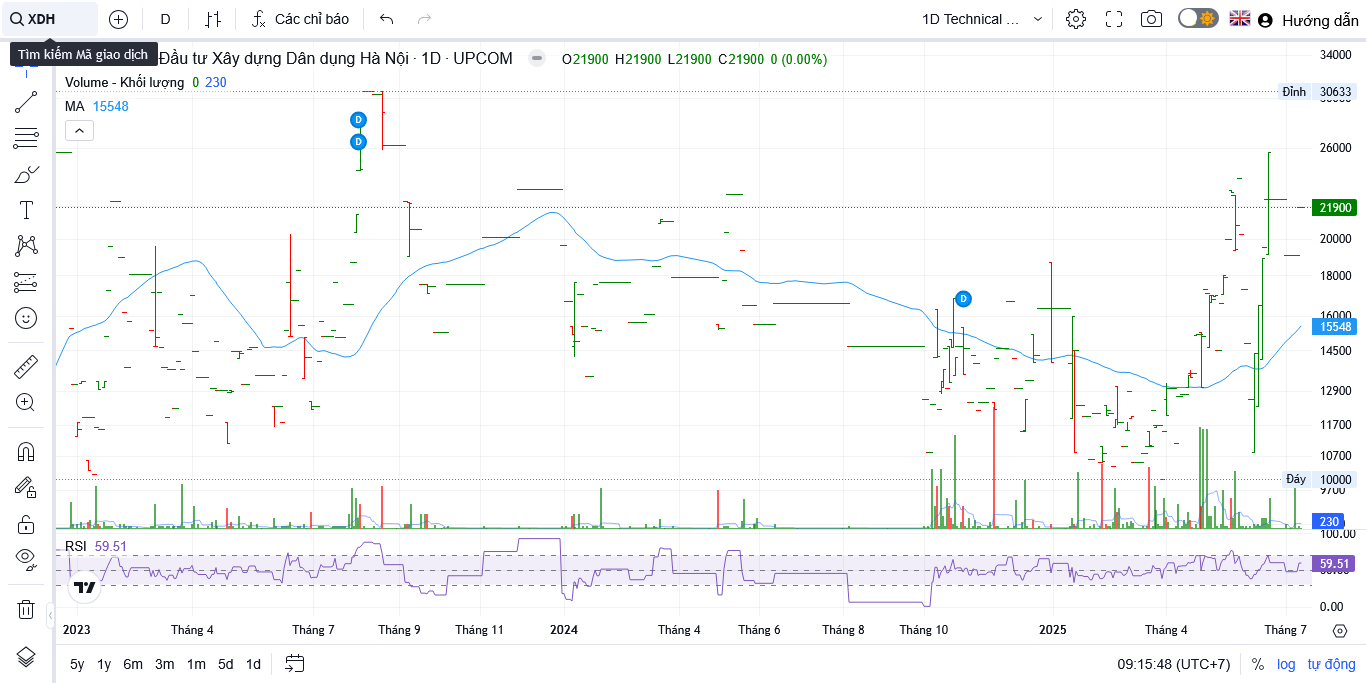 XDH
D
Các chỉ báo
1D Technical ...
Hướng dẫn
Tìm kiếm Mã giao dịch
Đầu tư Xây dựng Dân dụng Hà Nội · 1D · UPCOM
O21900 H21900 L21900 C21900 0 (0.00%)
Volume - Khối lượng 0 230
MA 15548
D
D
D
34000
Đỉnh 30633
26000
21900
20000
18000
16000
15548
14500
12900
11700
10700
Đáy 10000
9700
230
100.00
RSI 59.51
59.51
0.00
2023 Tháng 4 Tháng 7 Tháng 9 Tháng 11 2024 Tháng 4 Tháng 6 Tháng 8 Tháng 10 2025 Tháng 4 Tháng 7
5y 1y 6m 3m 1m 5d 1d
09:15:48 (UTC+7) % log tự động